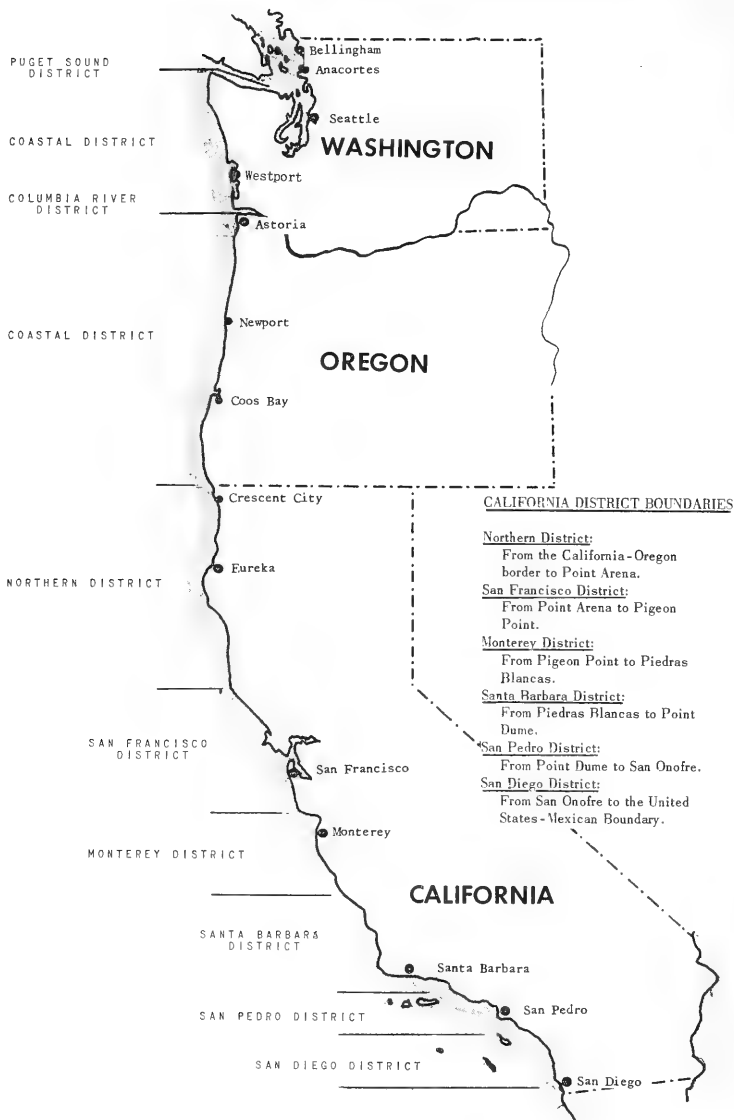 Bellingham
PUGET SOUND
DISTRICT
Anacortes
Seattle
COASTAL DISTRICT
WASHINGTON
Westport
COLUMBIA RIVER
DISTRICT
Astoria
Newport
COASTAL DISTRICT
OREGON
Coos Bay
Crescent City
CALIFORNIA DISTRICT BOUNDARIES
Northern District:
From the California-Oregon
border to Point Arena.
San Francisco District:
From Point Arena to Pigeon
Point.
Monterey District:
From Pigeon Point to Piedras
Blancas.
Santa Barbara District:
From Piedras Blancas to Point
Dume.
San Pedro District:
From Point Dume to San Onofre.
San Diego District:
From San Onofre to the United
States-Mexican Boundary.
Eureka
NORTHERN DISTRICT
SAN FRANCISCO
DISTRICT
San Francisco
Monterey
MONTEREY DISTRICT
CALIFORNIA
SANTA BARBARA
DISTRICT
Santa Barbara
SAN PEDRO DISTRICT
San Pedro
SAN DIEGO DISTRICT
San Diego